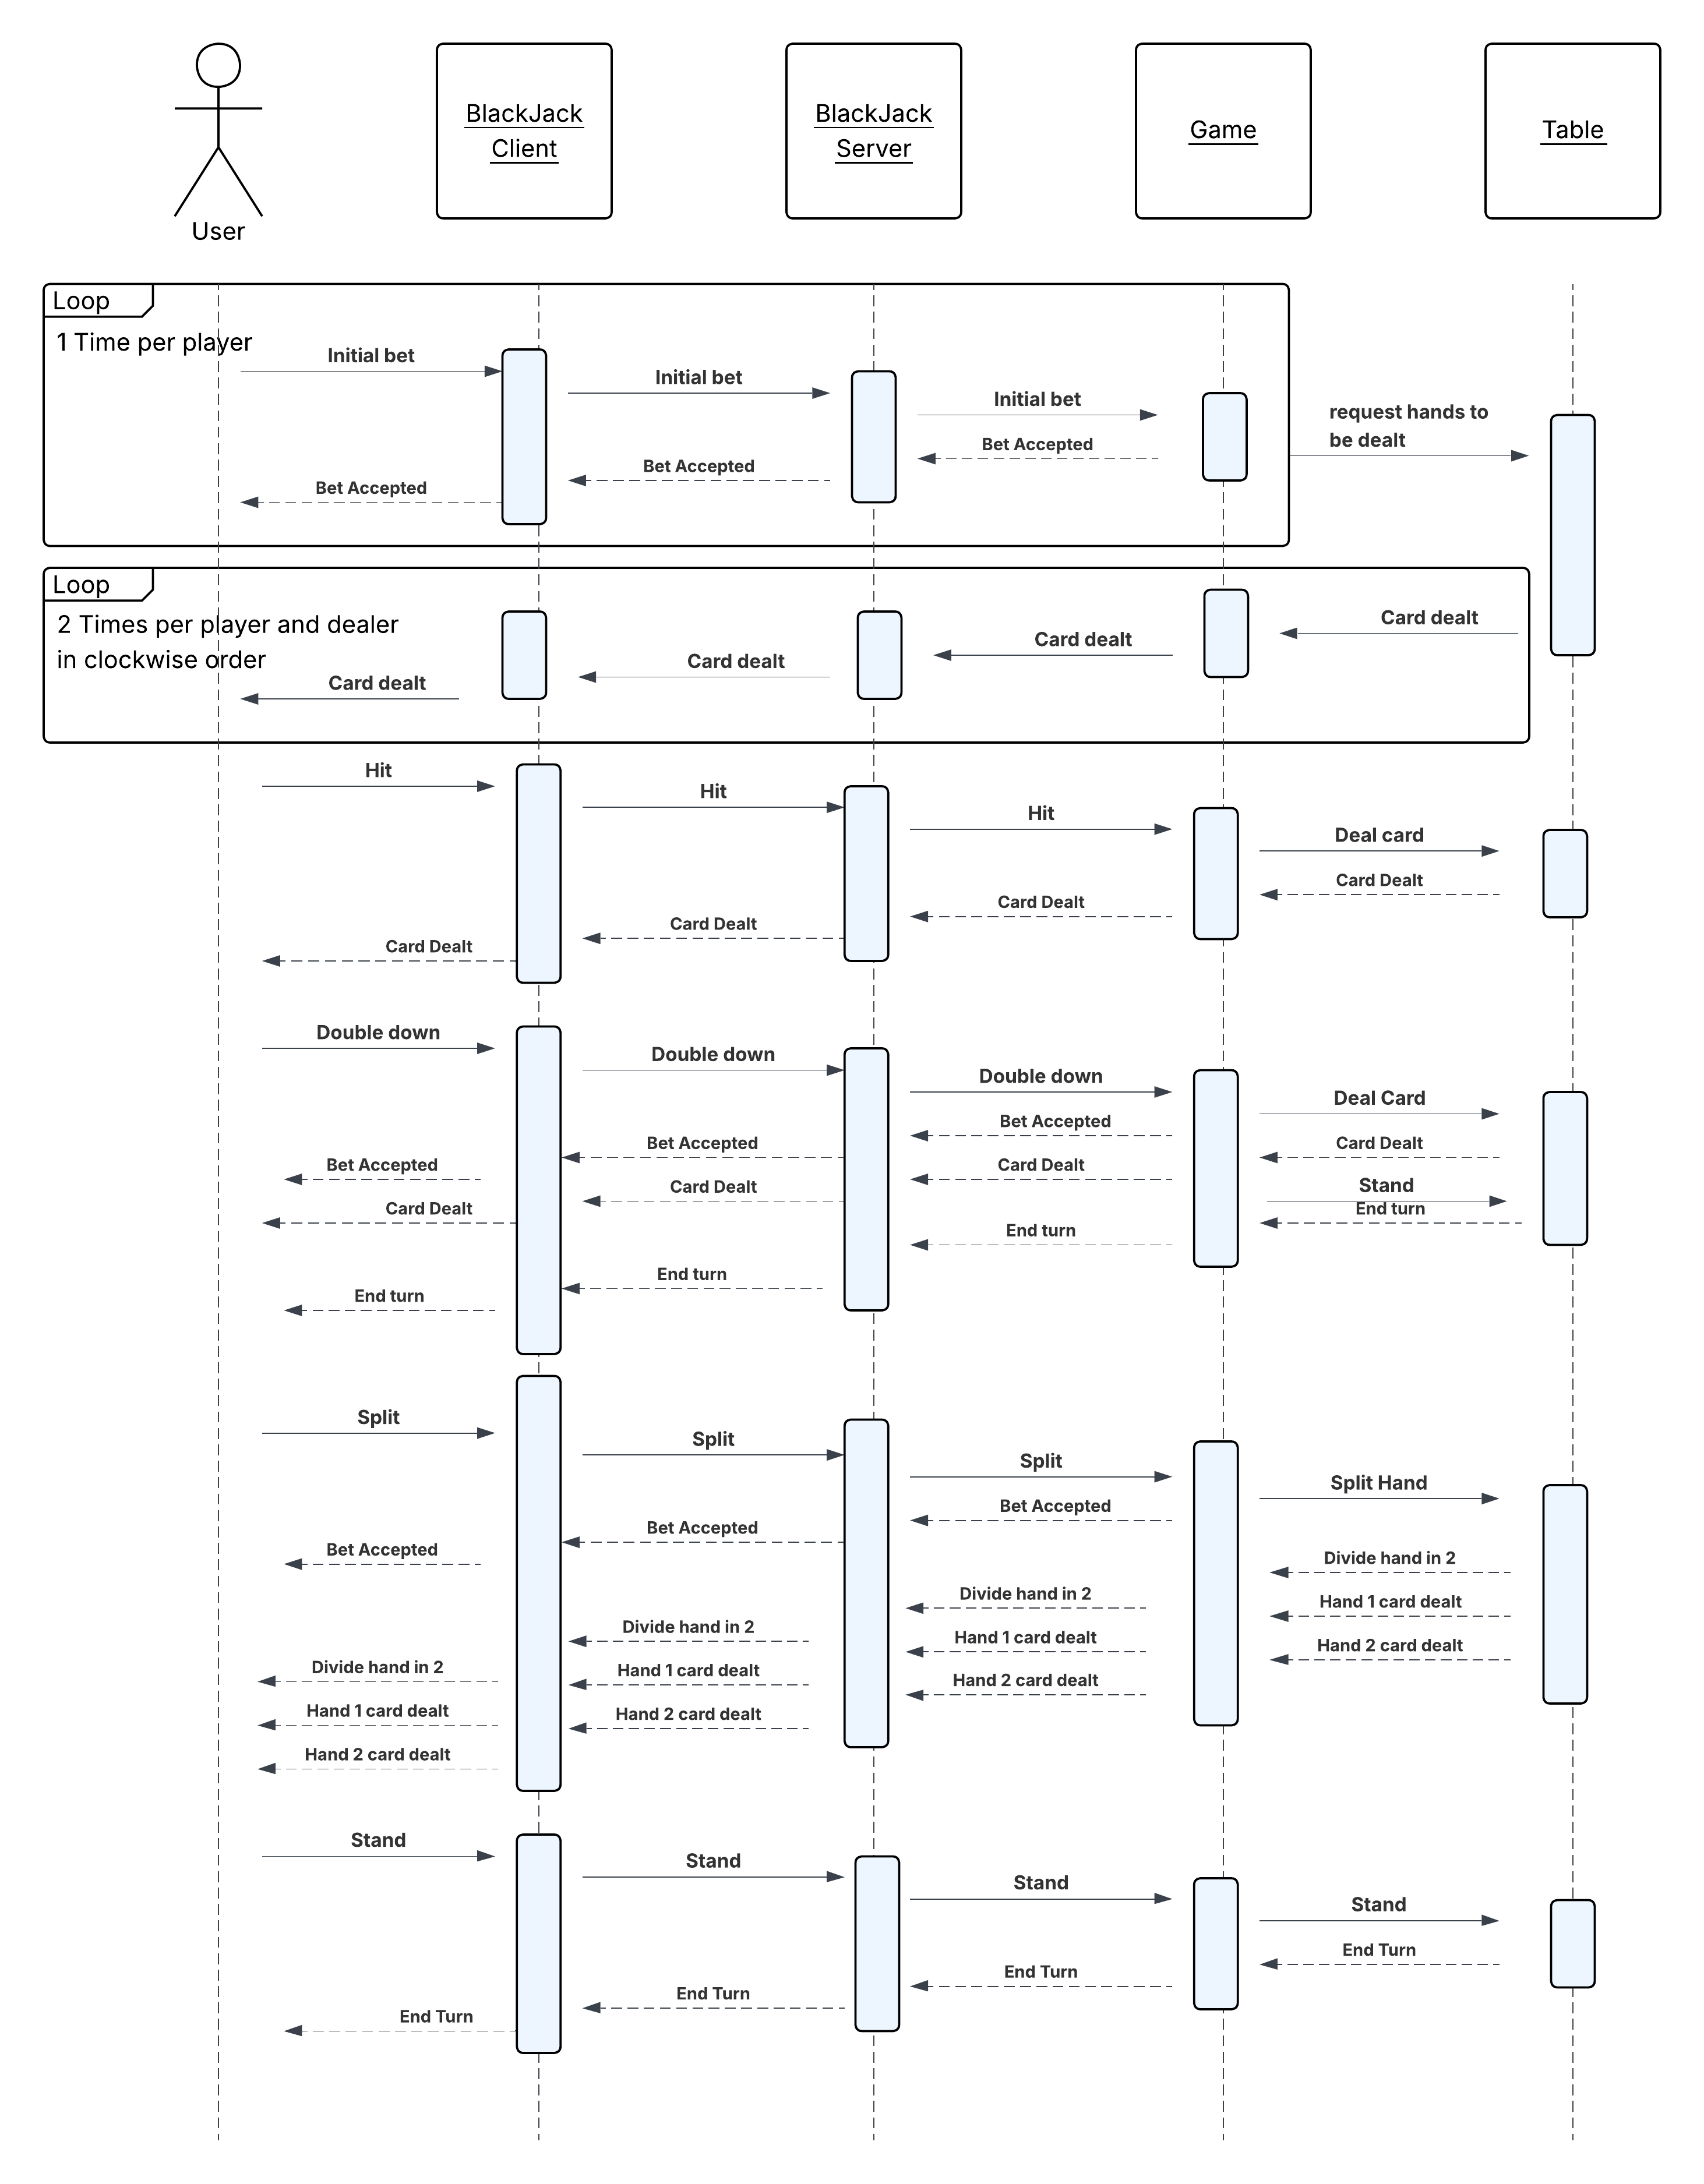 User
BlackJack
Client
BlackJack
Server
Game
Table
Loop
1 Time per player
Initial bet
Initial bet
Initial bet
request hands to
be dealt
Bet Accepted
Bet Accepted
Bet Accepted
Loop
2 Times per player and dealer
in clockwise order
Card dealt
Card dealt
Card dealt
Card dealt
Hit
Hit
Hit
Deal card
Card Dealt
Card Dealt
Card Dealt
Card Dealt
Double down
Double down
Double down
Deal Card
Bet Accepted
Bet Accepted
Card Dealt
Bet Accepted
Card Dealt
Card Dealt
Stand
Card Dealt
End turn
End turn
End turn
End turn
Split
Split
Split
Split Hand
Bet Accepted
Bet Accepted
Bet Accepted
Divide hand in 2
Hand 1 card dealt
Hand 2 card dealt
Divide hand in 2
Hand 1 card dealt
Hand 2 card dealt
Divide hand in 2
Hand 1 card dealt
Hand 2 card dealt
Divide hand in 2
Hand 1 card dealt
Hand 2 card dealt
Stand
Stand
Stand
Stand
End Turn
End Turn
End Turn
End Turn